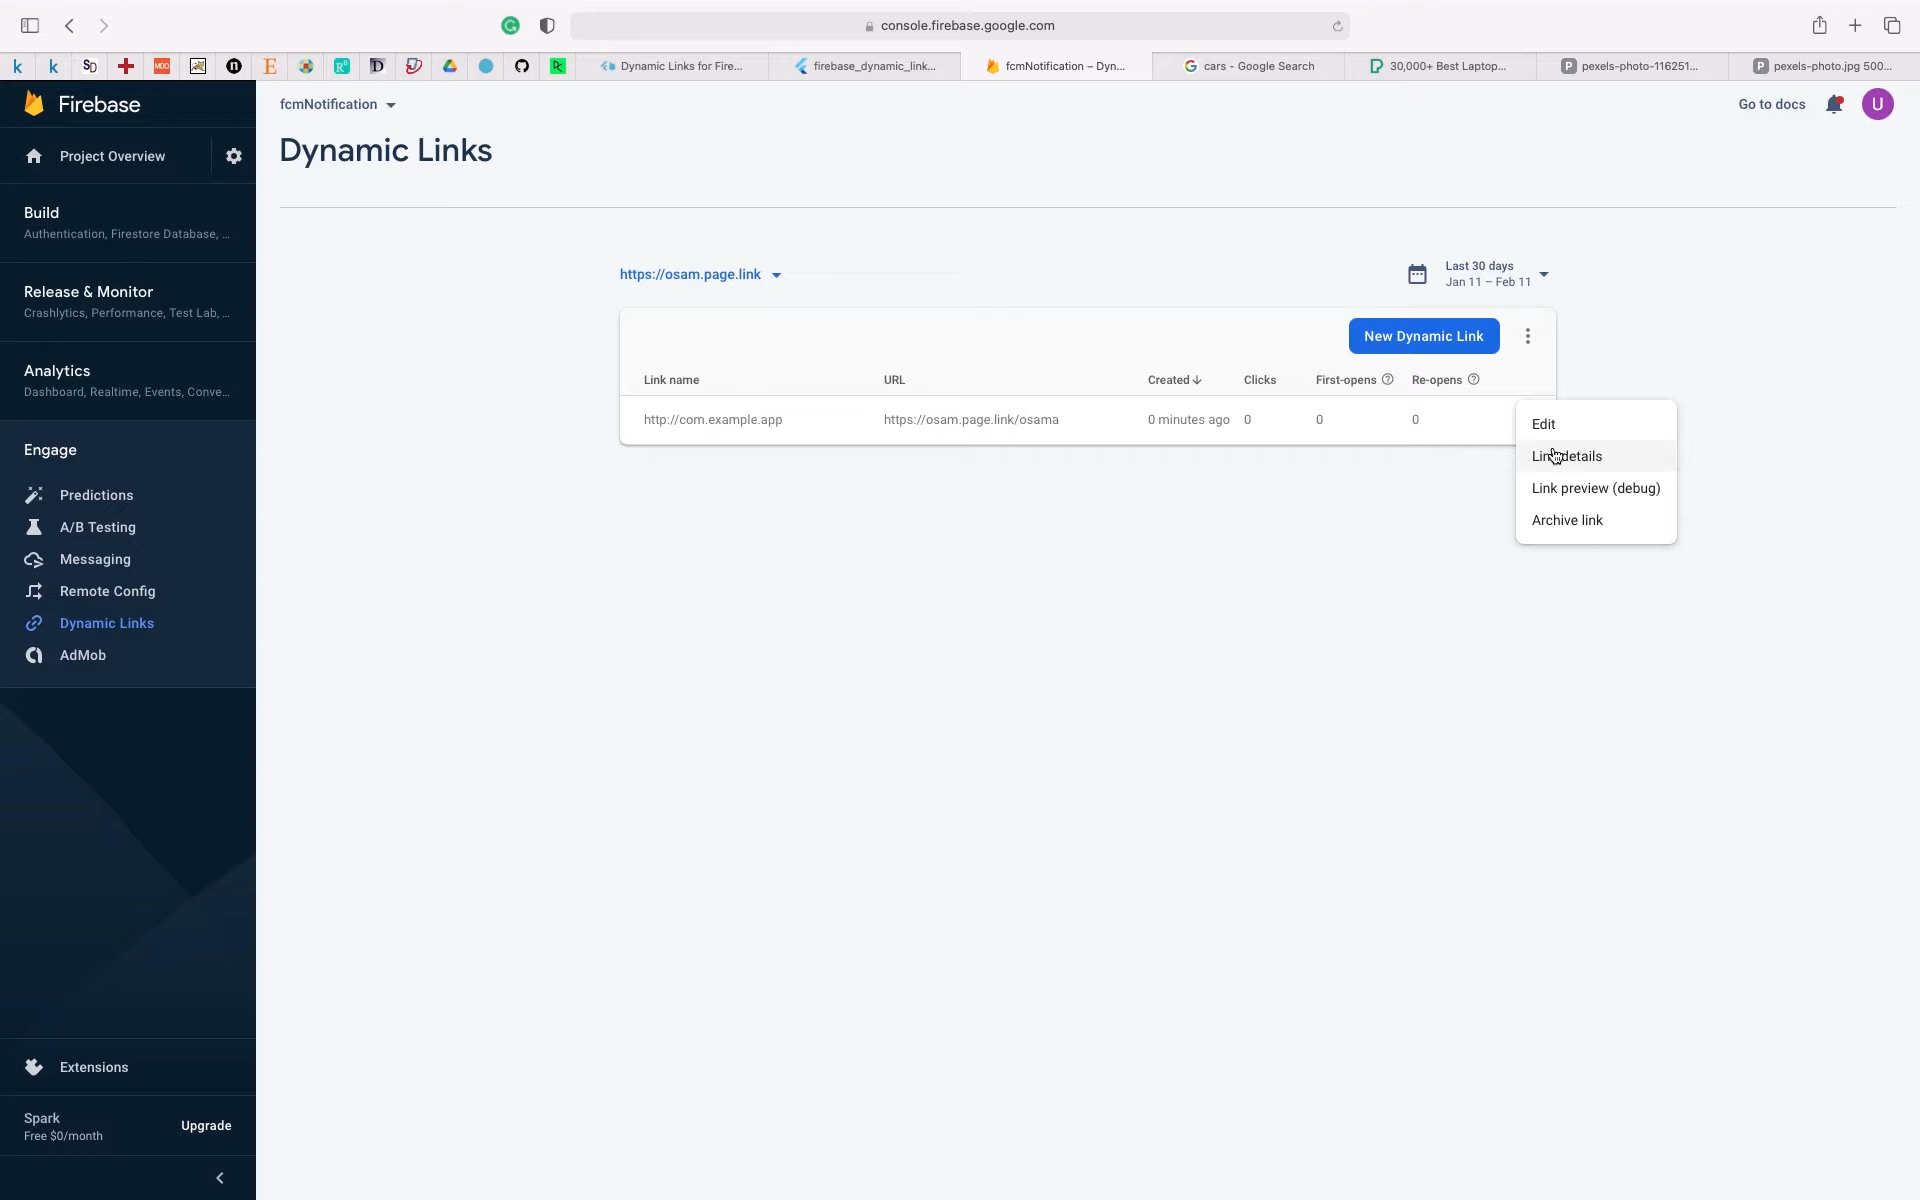 console.firebase.google.com
k
k
SD
MOO
n
E
R
D
Dynamic Links for Fire...
firebase_dynamic_link...
fcmNotification – Dyn...
cars - Google Search
30,000+ Best Laptop...
pexels-photo-116251...
pexels-photo.jpg 500...
Firebase
fcmNotification
Go to docs
U
Project Overview
Dynamic Links
Build
Authentication, Firestore Database, ...
Release & Monitor
Crashlytics, Performance, Test Lab, ...
Analytics
Dashboard, Realtime, Events, Conve...
Engage
Predictions
A/B Testing
Messaging
Remote Config
Dynamic Links
AdMob
Extensions
Spark
Free $0/month
Upgrade
https://osam.page.link
Last 30 days
Jan 11 – Feb 11
New Dynamic Link
Link name URL Created Clicks First-opens Re-opens
http://com.example.app https://osam.page.link/osama 0 minutes ago 0 0 0
Edit
Link details
Link preview (debug)
Archive link